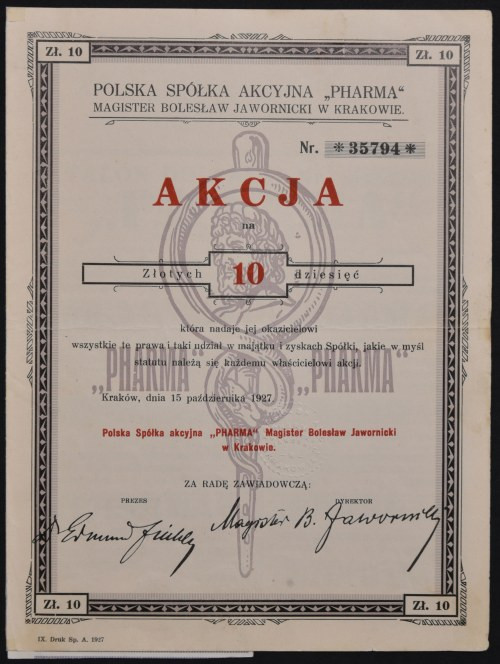 Zł. 10 Zł. 10
POLSKA SPÓŁKA AKCYJNA „PHARMA"
MAGISTER BOLESŁAW JAWORNICKI W KRAKOWIE.
Nr. *35794*
AKCJA
na
Złotych 10 dziesięć
która nadaje jej okazicielowi
wszystkie te prawa i taki udział w majątku i zyskach Spółki, jakie w myśl
statutu należą się każdemu właścicielowi akcji.
„PHARMA" „PHARMA"
Kraków, dnia 15 października 1927.
Polska Spółka akcyjna „PHARMA" Magister Bolesław Jawornicki
w Krakowie.
ZA RADĘ ZAWIADOWCZĄ:
PREZES DYREKTOR
Dr Edmund Magister B. Jawornicki
Zł. 10 Zł. 10
IX. Druk Sp. A. 1927